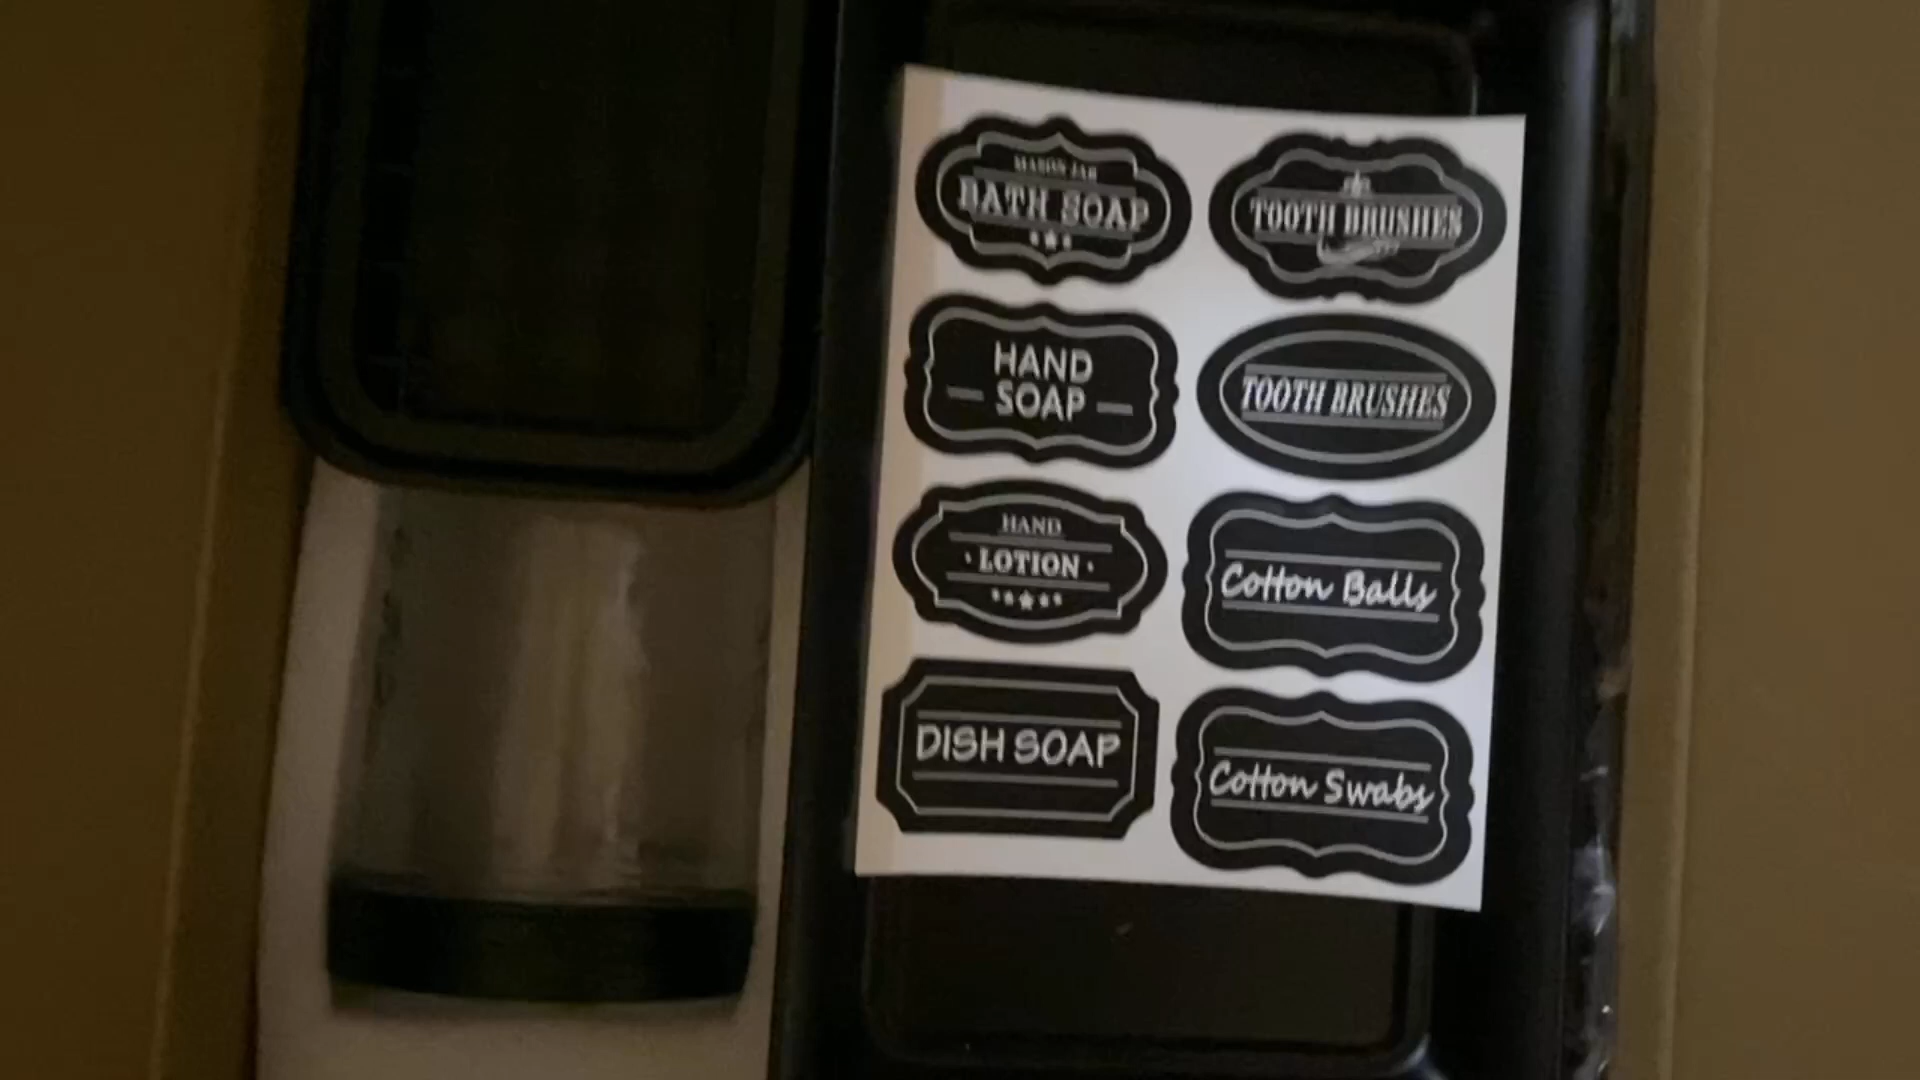 MASON JAR
BATH SOAP
TOOTH BRUSHES
HAND
SOAP
TOOTH BRUSHES
HAND
LOTION
Cotton Balls
DISH SOAP
Cotton Swabs